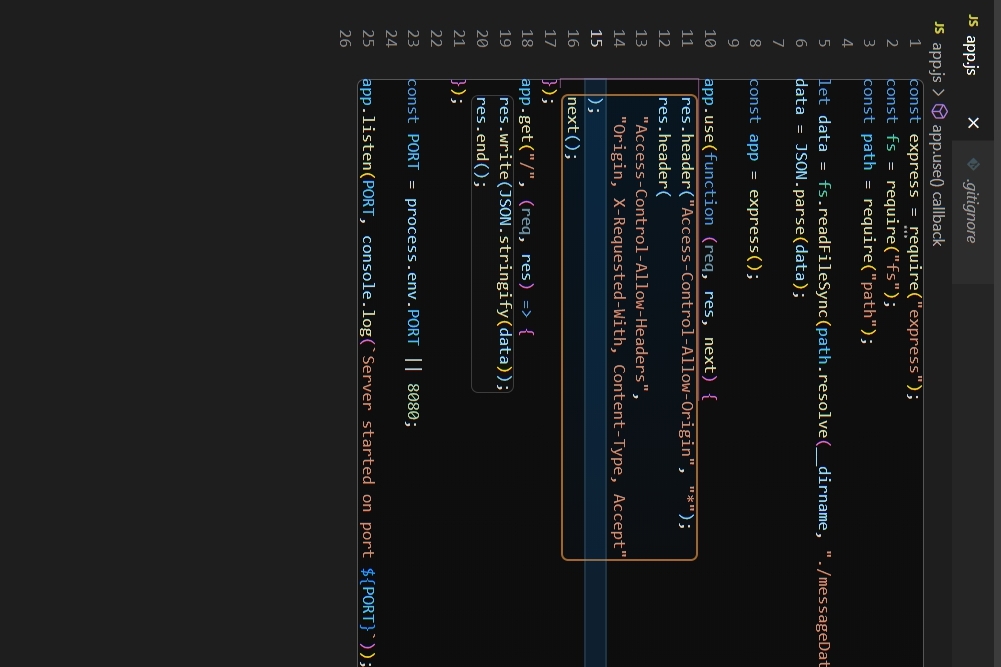 JS app.js × .gitignore
JS app.js > app.use() callback
1 const express = require("express");
2 const fs = require("fs");
3 const path = require("path");
4
5 let data = fs.readFileSync(path.resolve(__dirname, "./messageDat
6 data = JSON.parse(data);
7
8 const app = express();
9
10 app.use(function (req, res, next) {
11 res.header("Access-Control-Allow-Origin", "*");
12 res.header(
13 "Access-Control-Allow-Headers",
14 "Origin, X-Requested-With, Content-Type, Accept"
15 );
16 next();
17 });
18 app.get("/", (req, res) => {
19 res.write(JSON.stringify(data));
20 res.end();
21 });
22
23 const PORT = process.env.PORT || 8080;
24
25 app.listen(PORT, console.log(`Server started on port ${PORT}`));
26